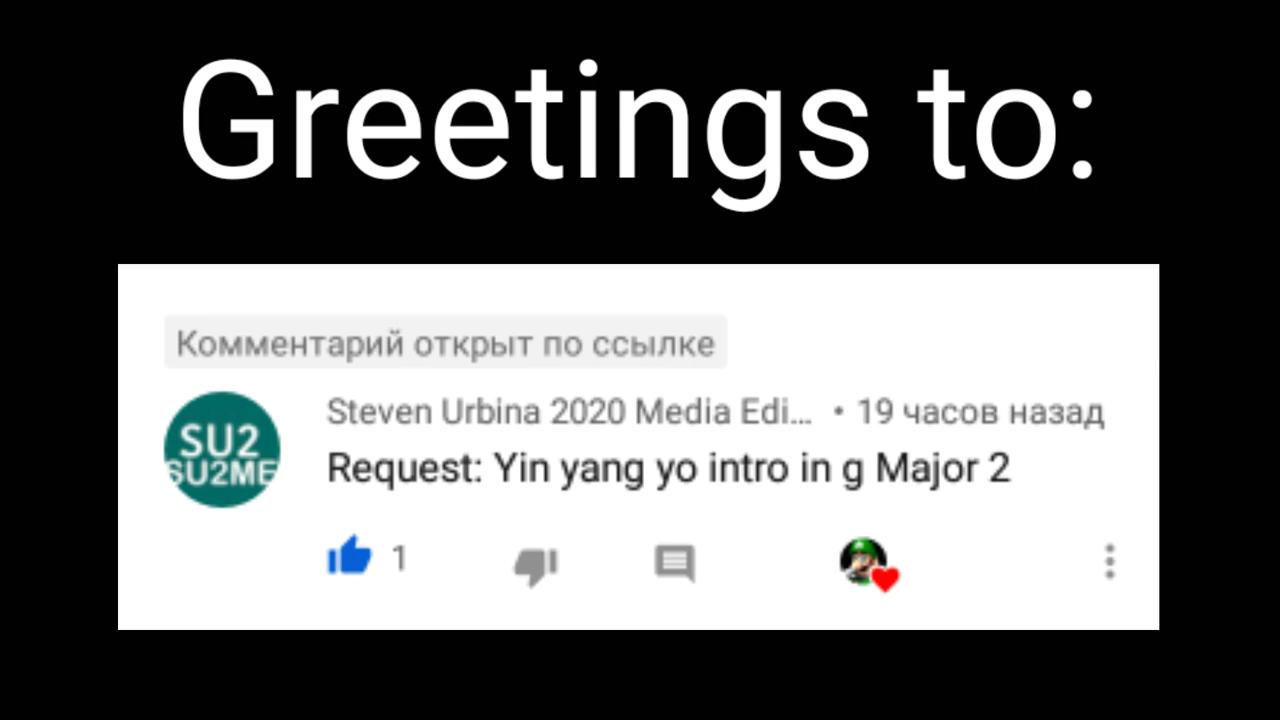 Greetings to:
Комментарий открыт по ссылке
Steven Urbina 2020 Media Edi... • 19 часов назад
SU2
SU2ME
Request: Yin yang yo intro in g Major 2
1